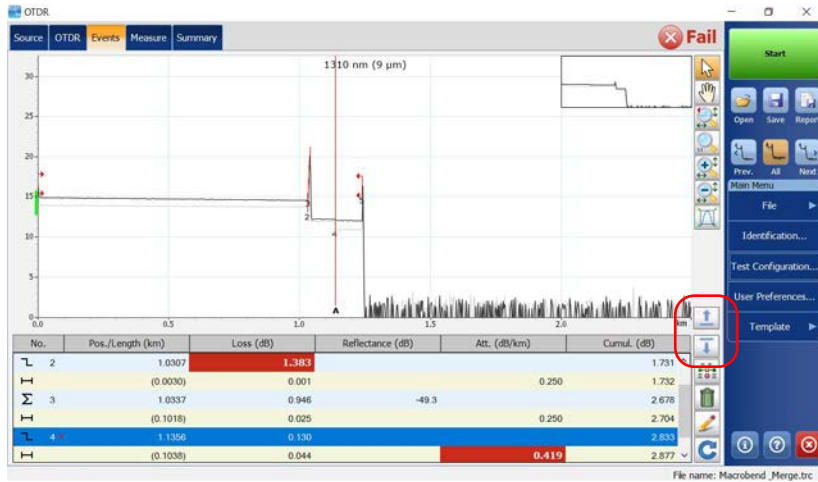 OTDR
Source OTDR Events Measure Summary
Fail
1310 nm (9 µm)
30
25
20
15
10
5
2
A
0.0 0.5 1.0 1.5 2.0 km
No. Pos./Length (km) Loss (dB) Reflectance (dB) Att. (dB/km) Cumul. (dB)
2 1.0307 1.383 1.731
(0.0030) 0.001 0.250 1.732
Σ 3 1.0337 0.946 -49.3 2.678
(0.1018) 0.025 0.250 2.704
4 1.1356 0.130 2.833
(0.1038) 0.044 0.419 2.877
Start
Open Save Report
Prev. All Next
Main Menu
File
Identification...
Test Configuration...
User Preferences...
Template
File name: Macrobend _Merge.trc